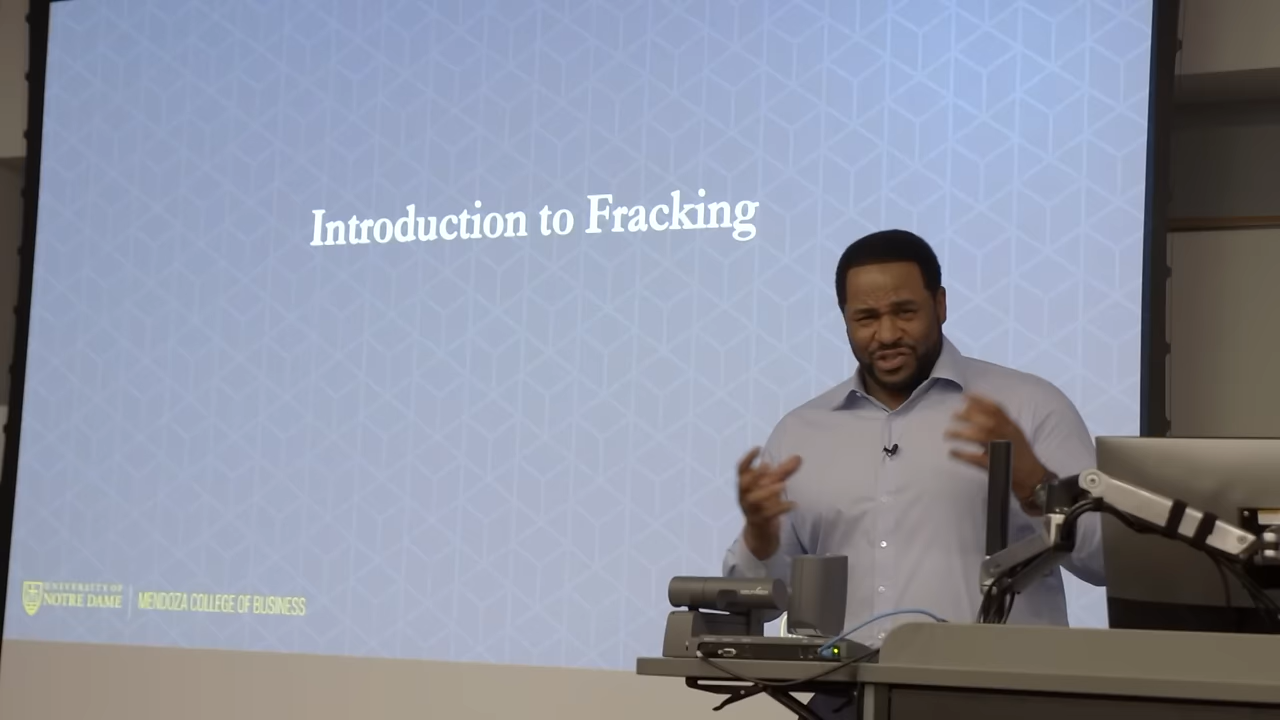 Introduction to Fracking
UNIVERSITY OF
NOTRE DAME
MENDOZA COLLEGE OF BUSINESS